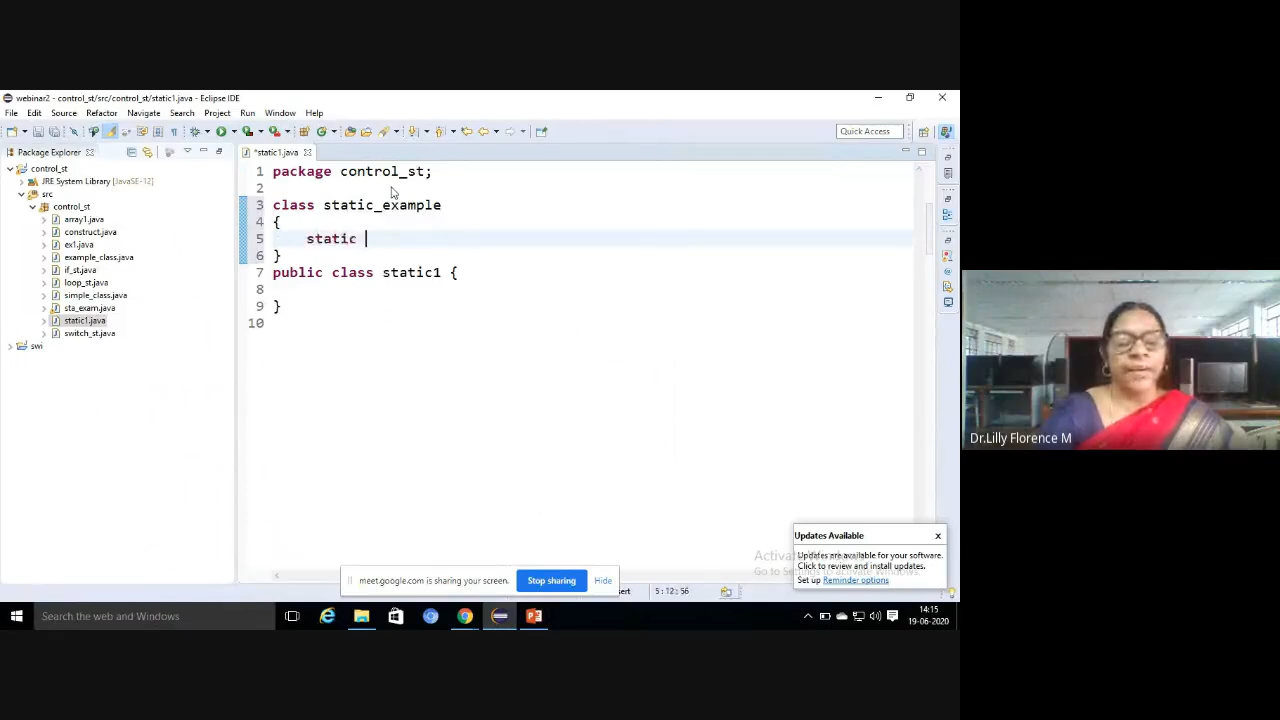 webinar2 - control_st/src/control_st/static1.java - Eclipse IDE
File Edit Source Refactor Navigate Search Project Run Window Help
Quick Access
Package Explorer
*static1.java
control_st
JRE System Library [JavaSE-12]
src
control_st
array1.java
construct.java
ex1.java
example_class.java
if_st.java
loop_st.java
simple_class.java
sta_exam.java
static1.java
switch_st.java
swi
1 package control_st;
2
3 class static_example
4 {
5 static
6 }
7 public class static1 {
8
9 }
10
Dr.Lilly Florence M
Updates Available
Updates are available for your software.
Click to review and install updates.
Set up Reminder options
Go to Settings to activate Windows.
meet.google.com is sharing your screen. Stop sharing Hide
5 : 12 : 56
Search the web and Windows
14:15
19-06-2020